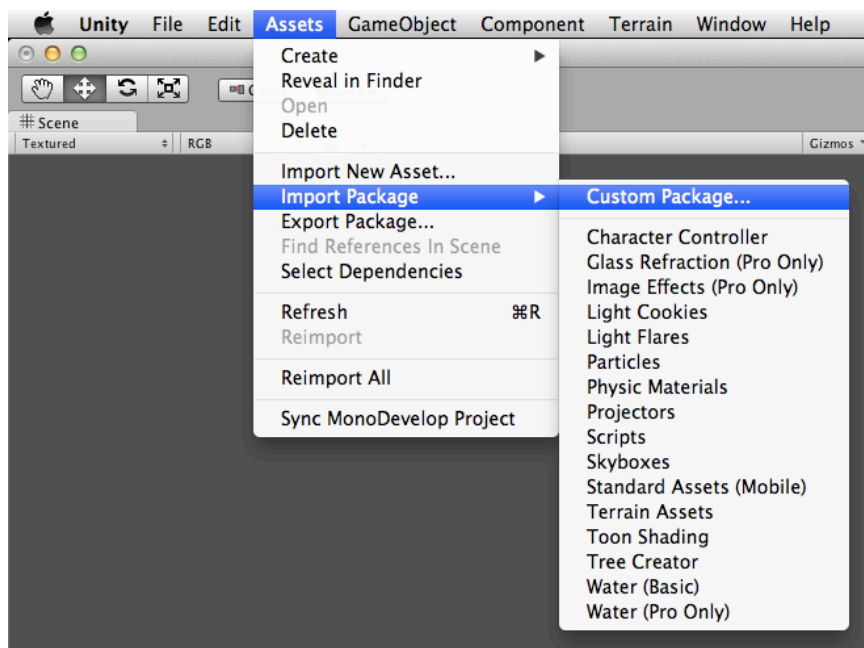 Unity File Edit Assets GameObject Component Terrain Window Help
Create
Reveal in Finder
Open
Delete
Import New Asset...
Import Package
Export Package...
Find References In Scene
Select Dependencies
Refresh ⌘R
Reimport
Reimport All
Sync MonoDevelop Project
# Scene
Textured RGB Gizmos
Custom Package...
Character Controller
Glass Refraction (Pro Only)
Image Effects (Pro Only)
Light Cookies
Light Flares
Particles
Physic Materials
Projectors
Scripts
Skyboxes
Standard Assets (Mobile)
Terrain Assets
Toon Shading
Tree Creator
Water (Basic)
Water (Pro Only)